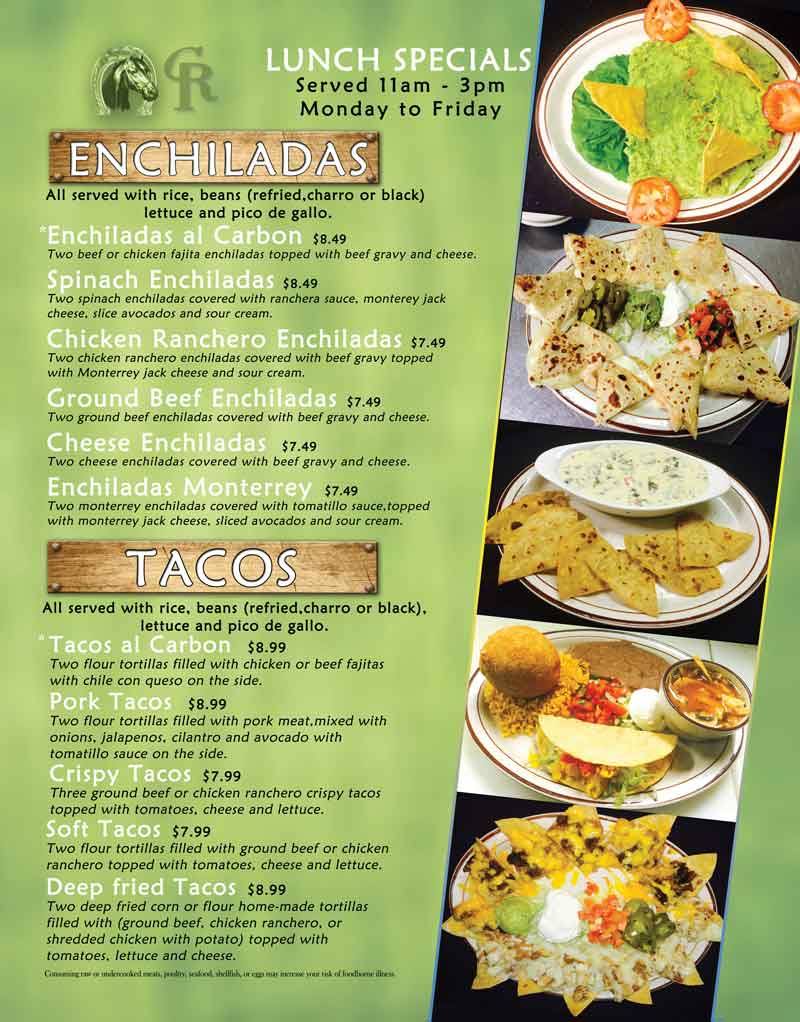 CR
LUNCH SPECIALS
Served 11am - 3pm
Monday to Friday
ENCHILADAS
All served with rice, beans (refried,charro or black)
lettuce and pico de gallo.
*Enchiladas al Carbon $8.49
Two beef or chicken fajita enchiladas topped with beef gravy and cheese.
Spinach Enchiladas $8.49
Two spinach enchiladas covered with ranchera sauce, monterey jack
cheese, slice avocados and sour cream.
Chicken Ranchero Enchiladas $7.49
Two chicken ranchero enchiladas covered with beef gravy topped
with Monterrey jack cheese and sour cream.
Ground Beef Enchiladas $7.49
Two ground beef enchiladas covered with beef gravy and cheese.
Cheese Enchiladas $7.49
Two cheese enchiladas covered with beef gravy and cheese.
Enchiladas Monterrey $7.49
Two monterrey enchiladas covered with tomatillo sauce,topped
with monterrey jack cheese, sliced avocados and sour cream.
TACOS
All served with rice, beans (refried,charro or black),
lettuce and pico de gallo.
*Tacos al Carbon $8.99
Two flour tortillas filled with chicken or beef fajitas
with chile con queso on the side.
Pork Tacos $8.99
Two flour tortillas filled with pork meat,mixed with
onions, jalapenos, cilantro and avocado with
tomatillo sauce on the side.
Crispy Tacos $7.99
Three ground beef or chicken ranchero crispy tacos
topped with tomatoes, cheese and lettuce.
Soft Tacos $7.99
Two flour tortillas filled with ground beef or chicken
ranchero topped with tomatoes, cheese and lettuce.
Deep fried Tacos $8.99
Two deep fried corn or flour home-made tortillas
filled with (ground beef, chicken ranchero, or
shredded chicken with potato) topped with
tomatoes, lettuce and cheese.
Consuming raw or undercooked meats, poultry, seafood, shellfish, or eggs may increase your risk of foodborne illness.